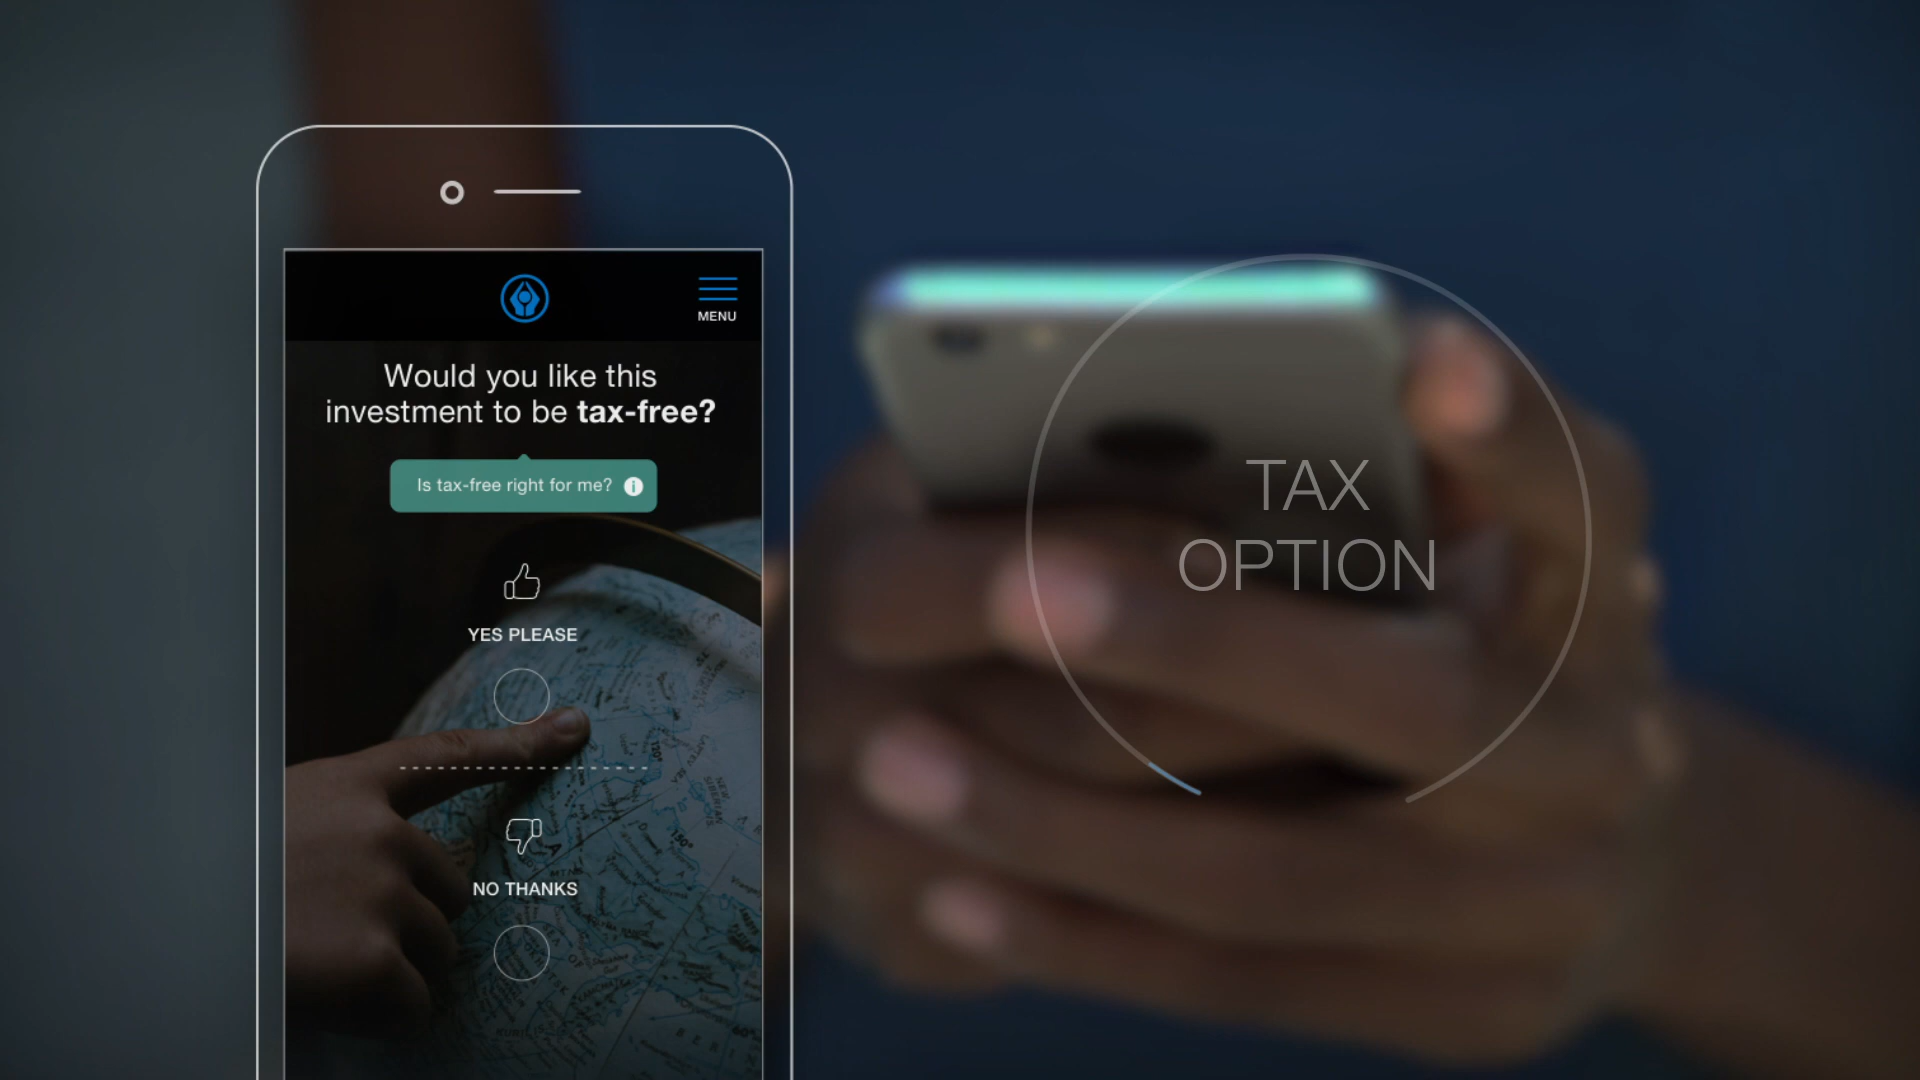 MENU
Would you like this
investment to be tax-free?
Is tax-free right for me?
YES PLEASE
NO THANKS
TAX
OPTION